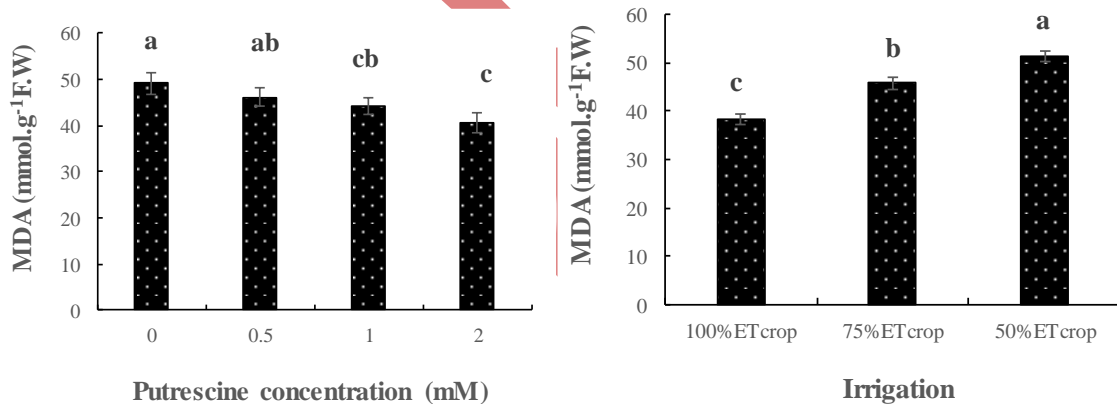 MDA (mmol.g-1F.W)
60
50
40
30
20
10
0
a
ab
cb
c
0
0.5
1
2
Putrescine concentration (mM)
MDA (mmol.g-1F.W)
60
50
40
30
20
10
0
c
b
a
100%ETcrop
75%ETcrop
50%ETcrop
Irrigation